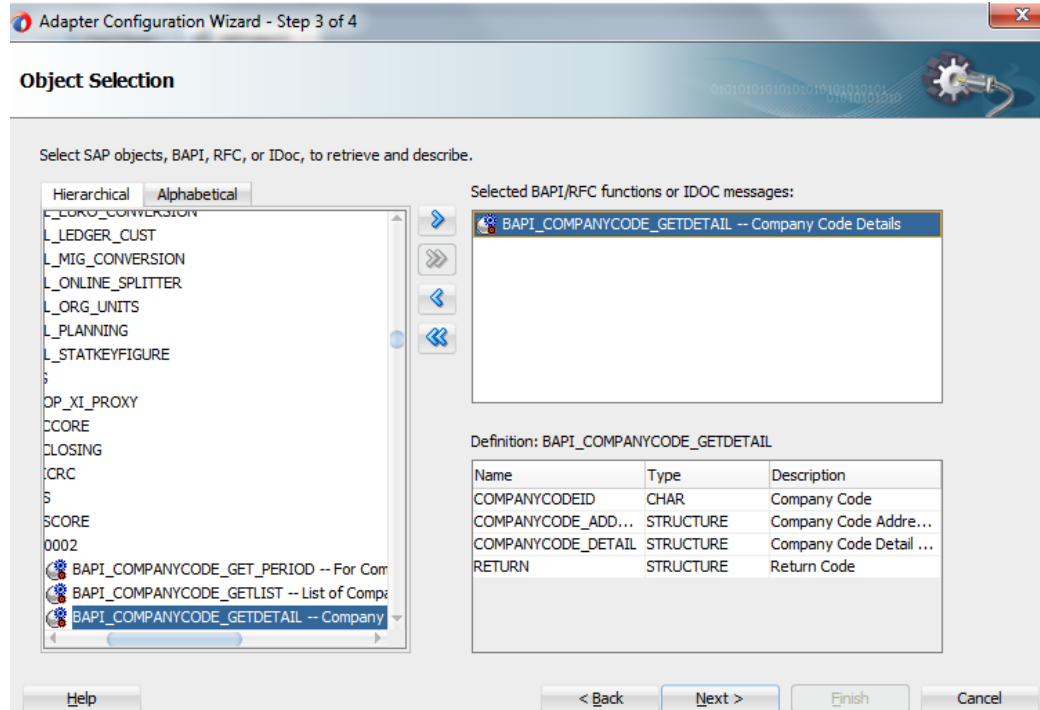 Adapter Configuration Wizard - Step 3 of 4
Object Selection
Select SAP objects, BAPI, RFC, or IDoc, to retrieve and describe.
Hierarchical Alphabetical
L_EURO_CONVERSION
L_LEDGER_CUST
L_MIG_CONVERSION
L_ONLINE_SPLITTER
L_ORG_UNITS
L_PLANNING
L_STATKEYFIGURE
S
OP_XI_PROXY
CCORE
CLOSING
CRC
S
SCORE
0002
BAPI_COMPANYCODE_GET_PERIOD -- For Com
BAPI_COMPANYCODE_GETLIST -- List of Compa
BAPI_COMPANYCODE_GETDETAIL -- Company
Selected BAPI/RFC functions or IDOC messages:
BAPI_COMPANYCODE_GETDETAIL -- Company Code Details
Definition: BAPI_COMPANYCODE_GETDETAIL
Name Type Description
COMPANYCODEID CHAR Company Code
COMPANYCODE_ADD... STRUCTURE Company Code Addre...
COMPANYCODE_DETAIL STRUCTURE Company Code Detail ...
RETURN STRUCTURE Return Code
Help < Back Next > Finish Cancel